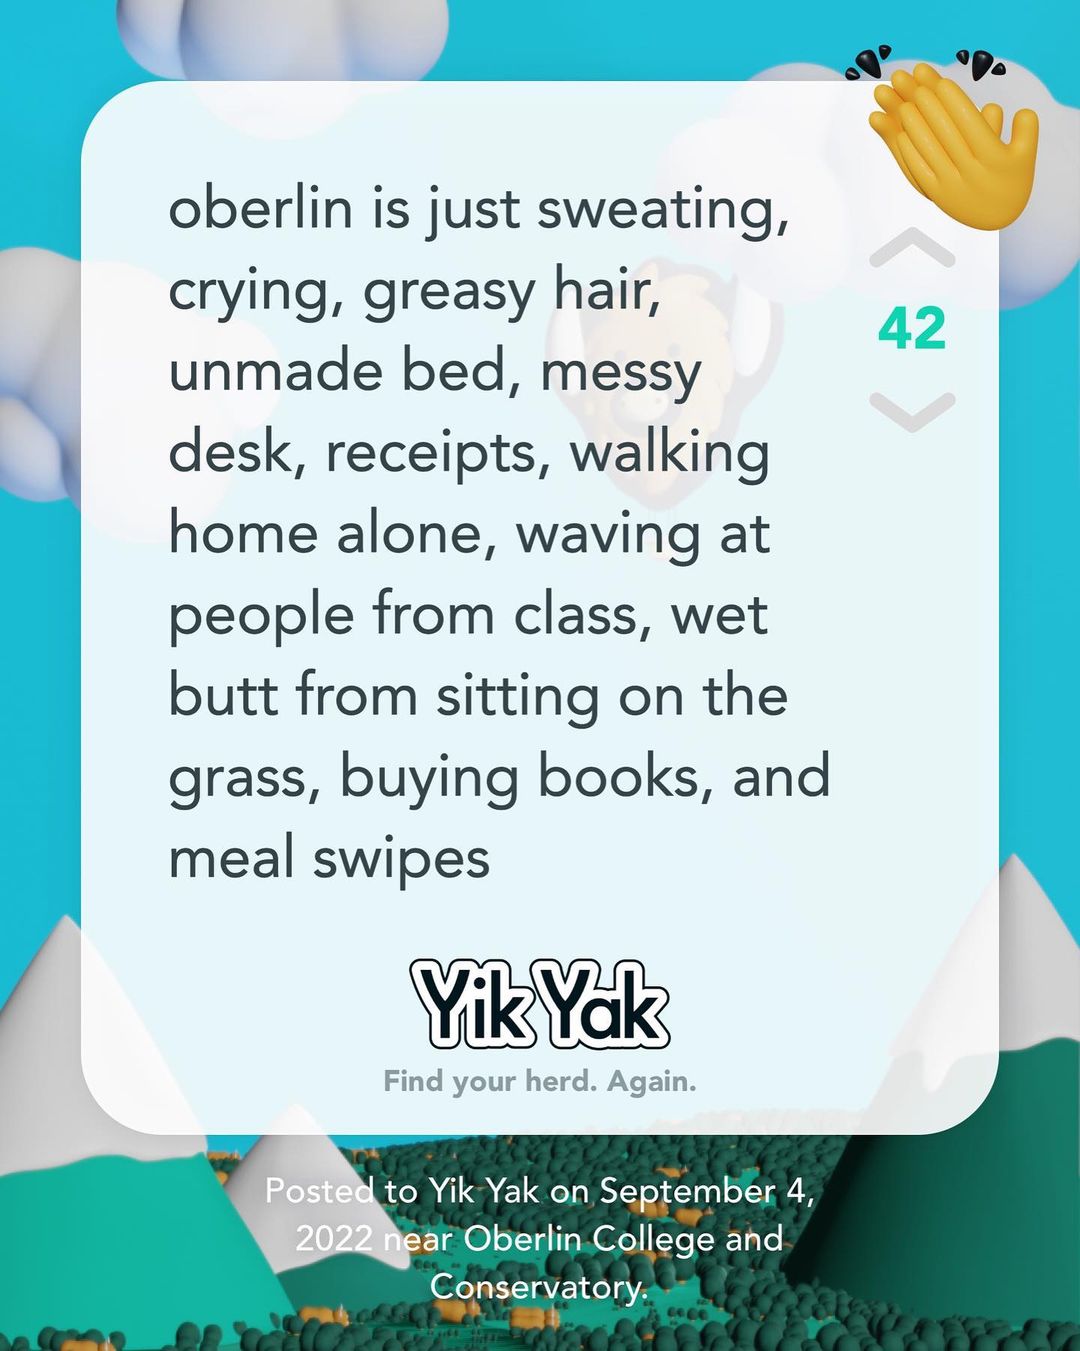 oberlin is just sweating,
crying, greasy hair,
unmade bed, messy
desk, receipts, walking
home alone, waving at
people from class, wet
butt from sitting on the
grass, buying books, and
meal swipes
42
Yik Yak
Find your herd. Again.
Posted to Yik Yak on September 4,
2022 near Oberlin College and
Conservatory.